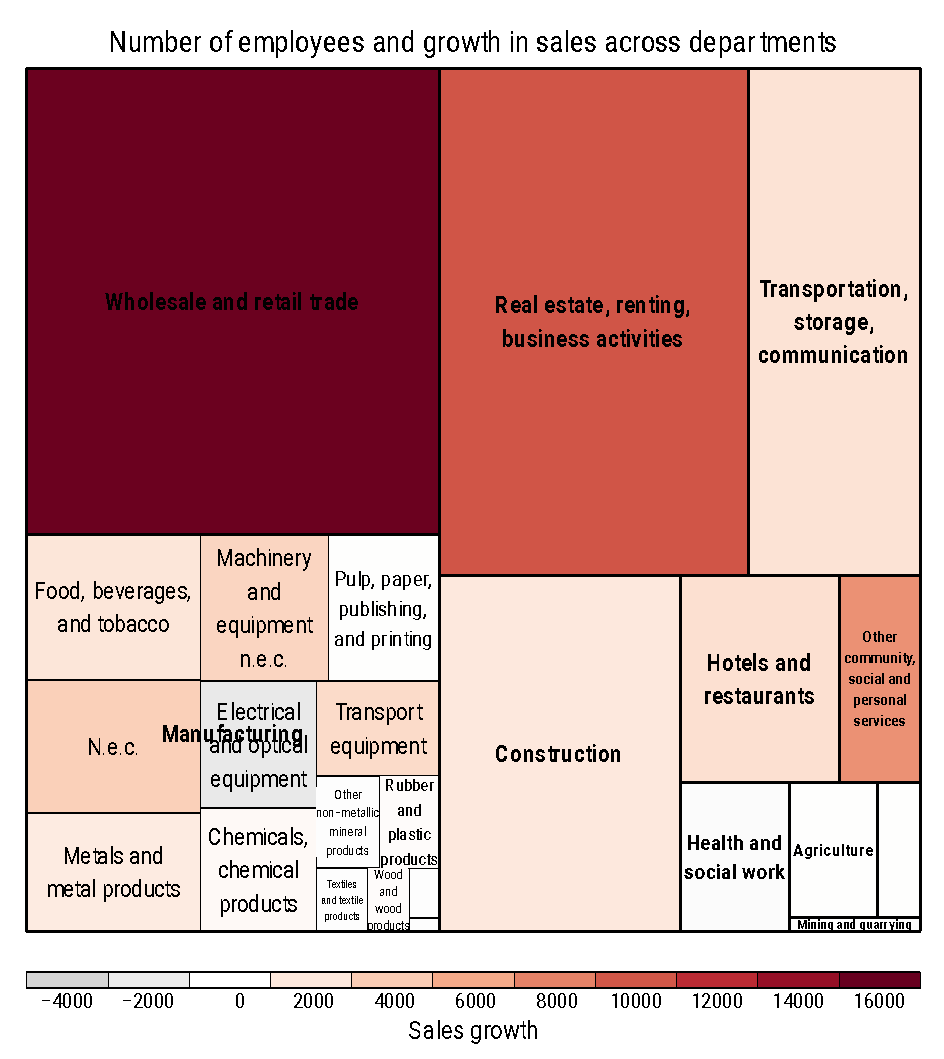 Number of employees and growth in sales across departments
Wholesale and retail trade
Real estate, renting,
business activities
Transportation,
storage,
communication
Food, beverages,
and tobacco
Machinery
and
equipment
n.e.c.
Pulp, paper,
publishing,
and printing
N.e.c.
Manufacturing
Electrical
and optical
equipment
Transport
equipment
Metals and
metal products
Chemicals,
chemical
products
Other
non-metallic
mineral
products
Rubber
and
plastic
products
Textiles
and textile
products
Wood
and
wood
products
Construction
Hotels and
restaurants
Other
community,
social and
personal
services
Health and
social work
Agriculture
Mining and quarrying
−4000 −2000 0 2000 4000 6000 8000 10000 12000 14000 16000
Sales growth